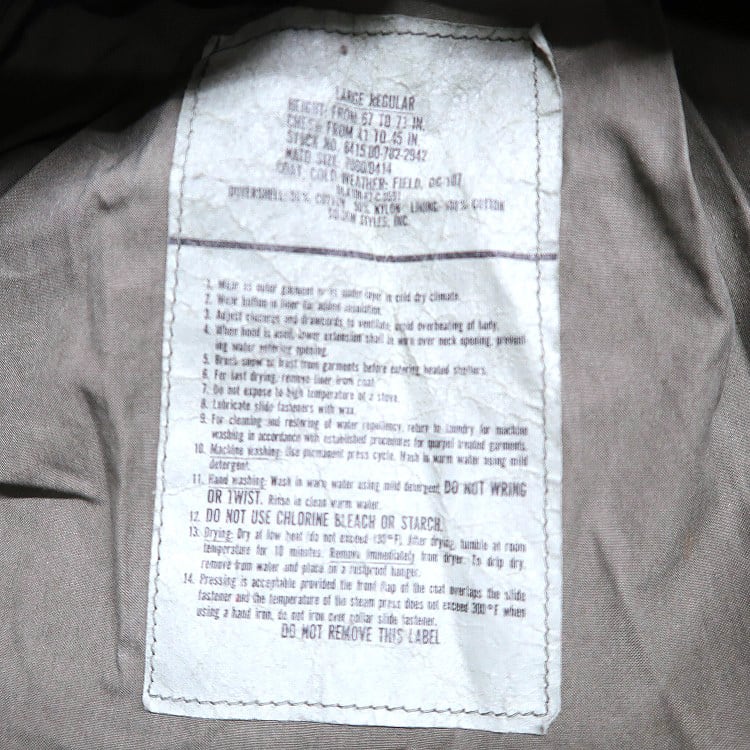 LARGE REGULAR
HEIGHT: FROM 67 TO 71 IN.
CHEST: FROM 41 TO 45 IN.
STOCK NO. 8415-00-782-2942
NATO SIZE, 7080/0414
COAT, COLD WEATHER: FIELD, OG-107
OUTERSHELL: 50% COTTON, 50% NYLON; LINING: 100% COTTON
STYLES, INC.
1. Wear as outer garment or as under layer in cold dry climate.
2. Wear button in liner for added insulation.
3. Adjust closures and drawcords to ventilate, avoid overheating of body.
4. When hood is used, lower extension shall be worn over neck opening, prevent-
ing water entering opening.
5. Brush snow or frost from garments before entering heated shelters.
6. For fast drying, remove liner from coat.
7. Do not expose to high temperature of a stove.
8. Lubricate slide fasteners with wax.
9. For cleaning and restoring of water repellency, return to laundry for machine
washing in accordance with established procedures for quarpel treated garments.
10. Machine washing: Use permanent press cycle. Wash in warm water using mild
detergent.
11. Hand washing: Wash in warm water using mild detergent. DO NOT WRING
OR TWIST. Rinse in clean warm water.
12. DO NOT USE CHLORINE BLEACH OR STARCH.
13. Drying: Dry at low heat (do not exceed 130°F). After drying, tumble at room
temperature for 10 minutes. Remove immediately from dryer. To drip dry,
remove from water and place on a rustproof hanger.
14. Pressing is acceptable provided the front flap of the coat overlaps the slide
fastener and the temperature of the steam press does not exceed 300°F when
using a hand iron, do not iron over collar slide fastener.
DO NOT REMOVE THIS LABEL